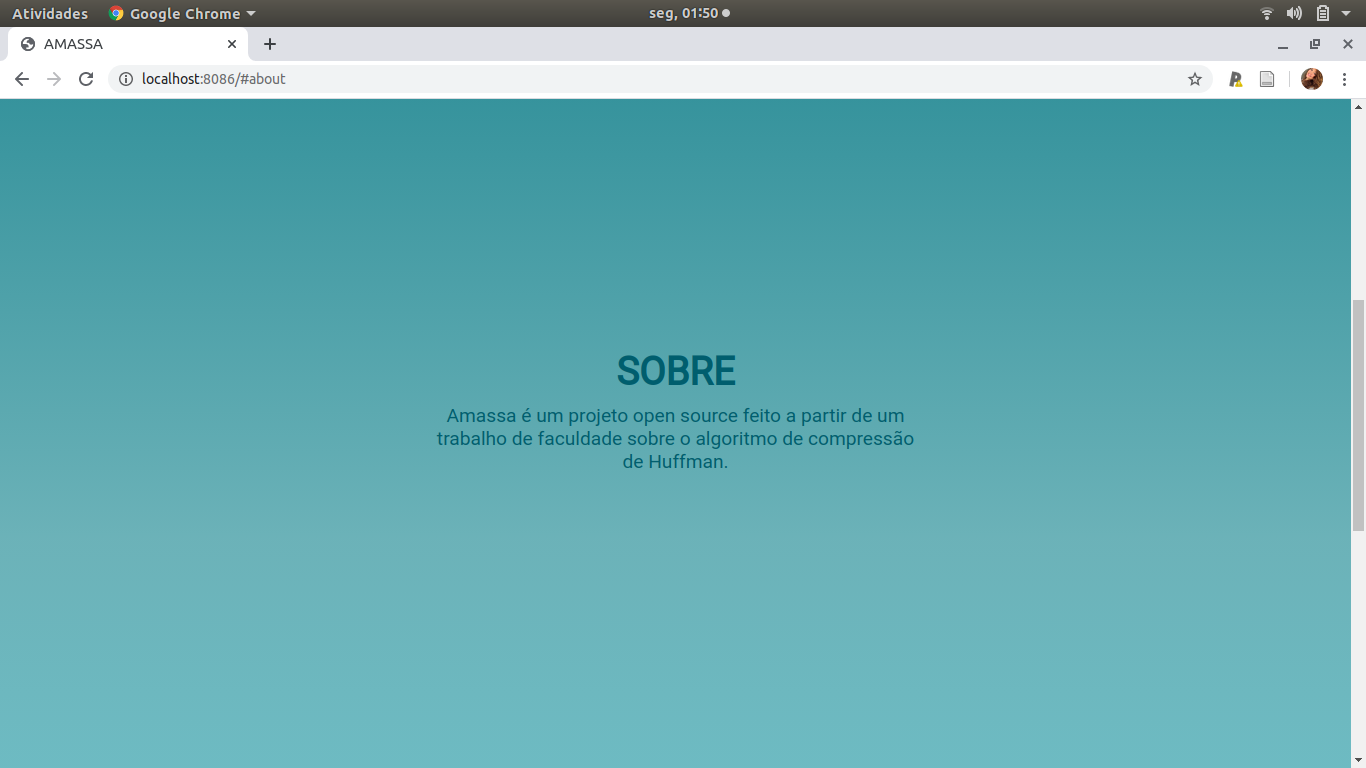 Atividades Google Chrome seg, 01:50
AMASSA
localhost:8086/#about
SOBRE
Amassa é um projeto open source feito a partir de um
trabalho de faculdade sobre o algoritmo de compressão
de Huffman.